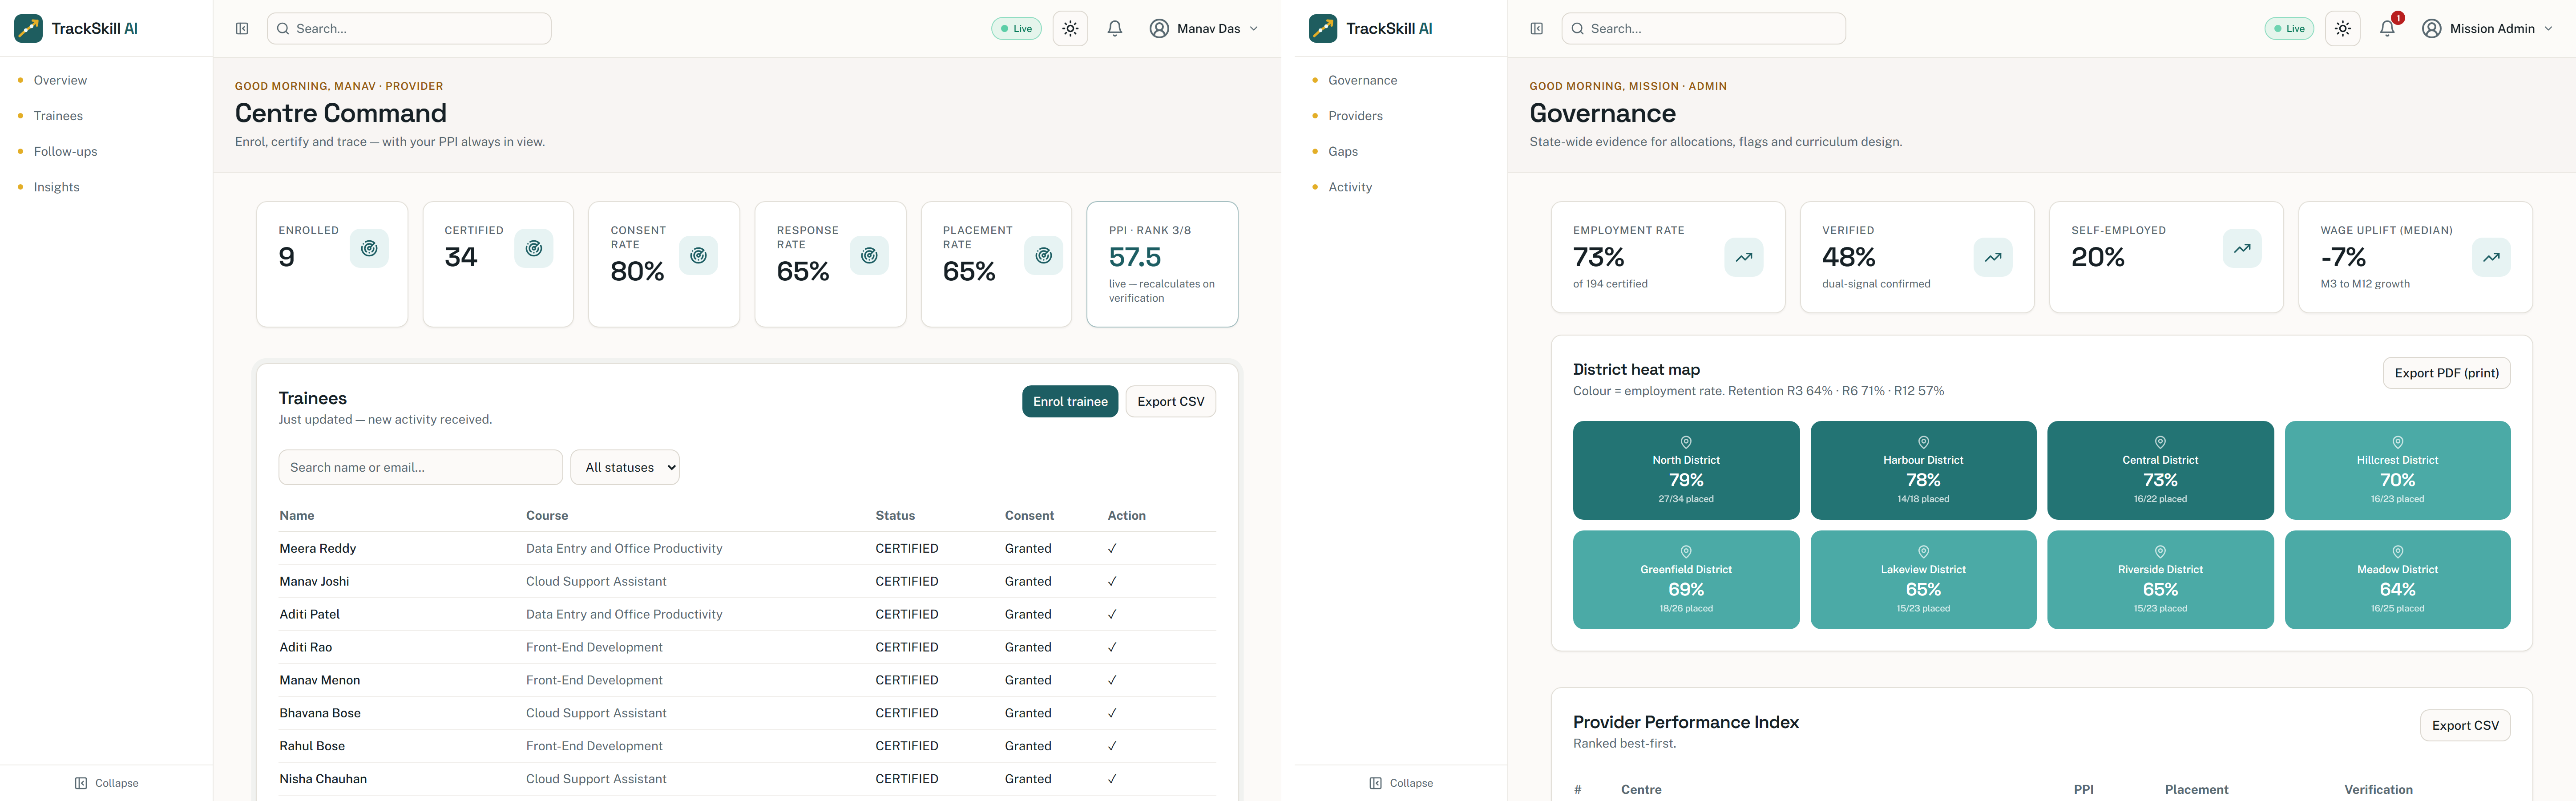 TrackSkill AI
Search...
Live
Manav Das
Overview
Trainees
Follow-ups
Insights
Collapse
GOOD MORNING, MANAV · PROVIDER
Centre Command
Enrol, certify and trace — with your PPI always in view.
ENROLLED
9
CERTIFIED
34
CONSENT
RATE
80%
RESPONSE
RATE
65%
PLACEMENT
RATE
65%
PPI · RANK 3/8
57.5
live — recalculates on
verification
Trainees
Just updated — new activity received.
Enrol trainee
Export CSV
Search name or email...
All statuses
Name Course Status Consent Action
Meera Reddy Data Entry and Office Productivity CERTIFIED Granted ✓
Manav Joshi Cloud Support Assistant CERTIFIED Granted ✓
Aditi Patel Data Entry and Office Productivity CERTIFIED Granted ✓
Aditi Rao Front-End Development CERTIFIED Granted ✓
Manav Menon Front-End Development CERTIFIED Granted ✓
Bhavana Bose Cloud Support Assistant CERTIFIED Granted ✓
Rahul Bose Front-End Development CERTIFIED Granted ✓
Nisha Chauhan Cloud Support Assistant CERTIFIED Granted ✓
TrackSkill AI
Search...
Live
1
Mission Admin
Governance
Providers
Gaps
Activity
Collapse
GOOD MORNING, MISSION · ADMIN
Governance
State-wide evidence for allocations, flags and curriculum design.
EMPLOYMENT RATE
73%
of 194 certified
VERIFIED
48%
dual-signal confirmed
SELF-EMPLOYED
20%
WAGE UPLIFT (MEDIAN)
-7%
M3 to M12 growth
District heat map
Colour = employment rate. Retention R3 64% · R6 71% · R12 57%
Export PDF (print)
North District
79%
27/34 placed
Harbour District
78%
14/18 placed
Central District
73%
16/22 placed
Hillcrest District
70%
16/23 placed
Greenfield District
69%
18/26 placed
Lakeview District
65%
15/23 placed
Riverside District
65%
15/23 placed
Meadow District
64%
16/25 placed
Provider Performance Index
Ranked best-first.
Export CSV
# Centre PPI Placement Verification